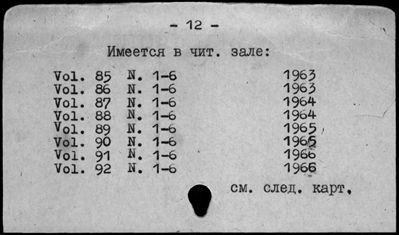 - 12 -
Имеется в чит. зале:
Vol. 85 N. 1-6 1963
Vol. 86 N. 1-6 1963
Vol. 87 N. 1-6 1964
Vol. 88 N. 1-6 1964
Vol. 89 N. 1-6 1965
Vol. 90 N. 1-6 1965
Vol. 91 N. 1-6 1966
Vol. 92 N. 1-6 1966
см. след. карт.